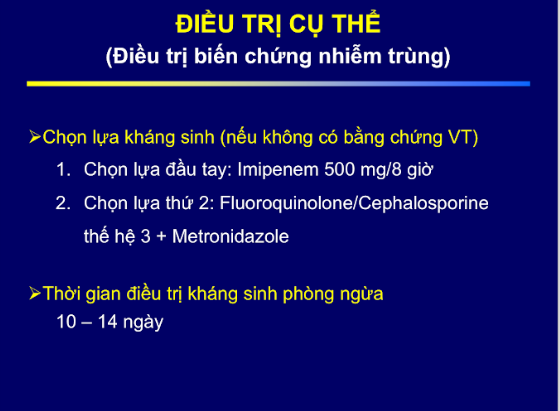 ĐIỀU TRỊ CỤ THỂ
(Điều trị biến chứng nhiễm trùng)
➢Chọn lựa kháng sinh (nếu không có bằng chứng VT)
1. Chọn lựa đầu tay: Imipenem 500 mg/8 giờ
2. Chọn lựa thứ 2: Fluoroquinolone/Cephalosporine
thế hệ 3 + Metronidazole
➢Thời gian điều trị kháng sinh phòng ngừa
10 – 14 ngày